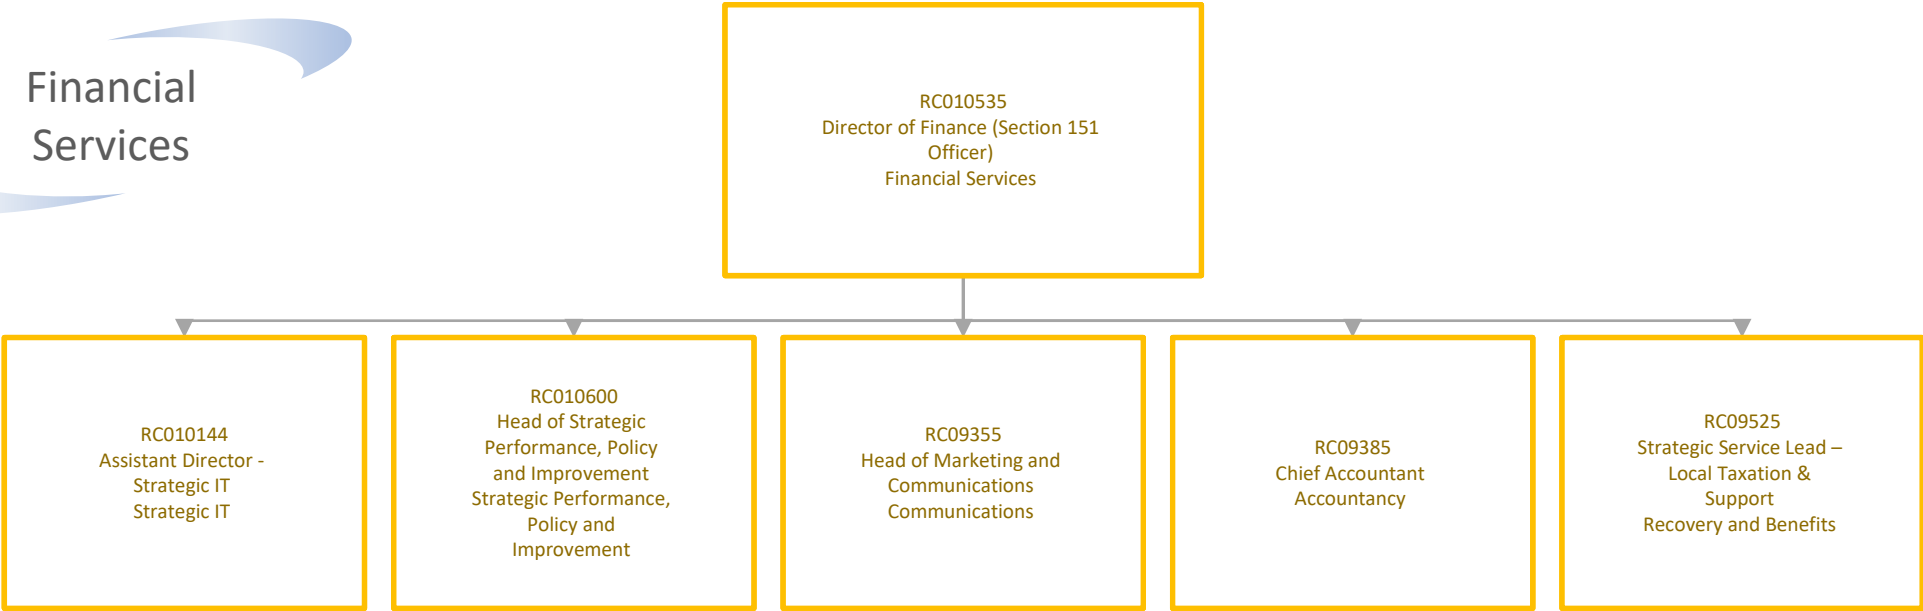 Financial
Services
RC010535
Director of Finance (Section 151
Officer)
Financial Services
RC010144
Assistant Director -
Strategic IT
Strategic IT
RC010600
Head of Strategic
Performance, Policy
and Improvement
Strategic Performance,
Policy and
Improvement
RC09355
Head of Marketing and
Communications
Communications
RC09385
Chief Accountant
Accountancy
RC09525
Strategic Service Lead –
Local Taxation &
Support
Recovery and Benefits